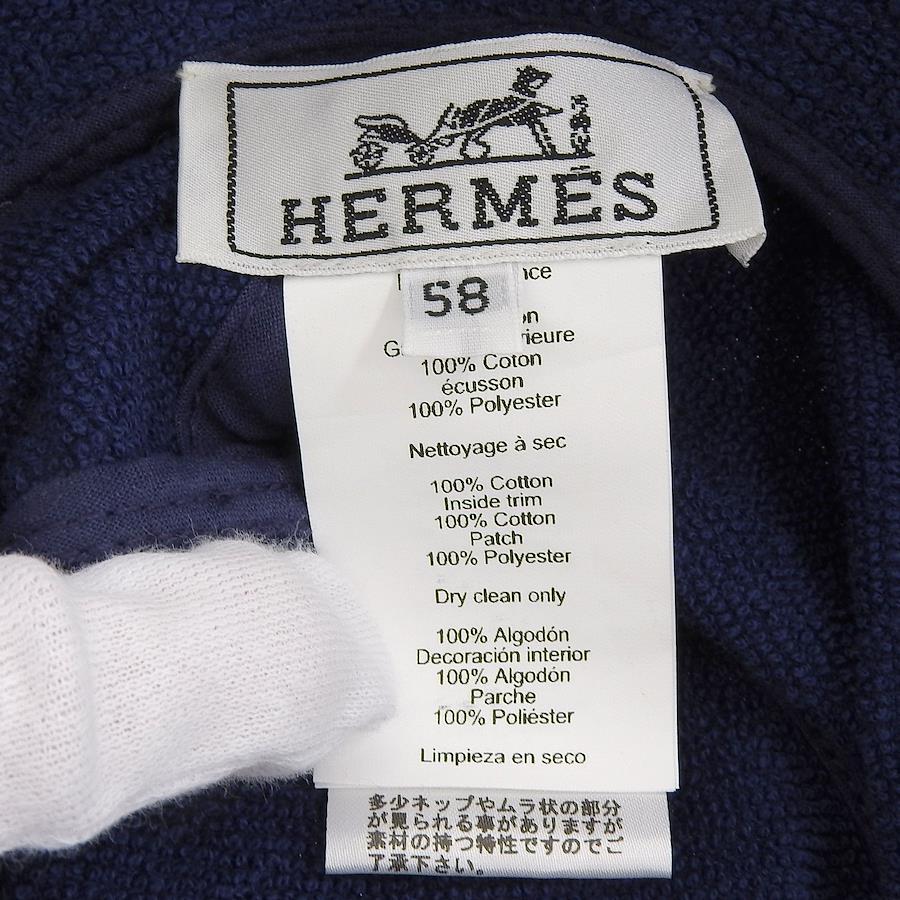 HERMÈS
58
100% Coton
écusson
100% Polyester
Nettoyage à sec
100% Cotton
Inside trim
100% Cotton
Patch
100% Polyester
Dry clean only
100% Algodón
Decoración interior
100% Algodón
Parche
100% Poliéster
Limpieza en seco
多少ネップやムラ状の部分
が見られる事がありますが
素材の持つ特性ですのでご
了承下さい。